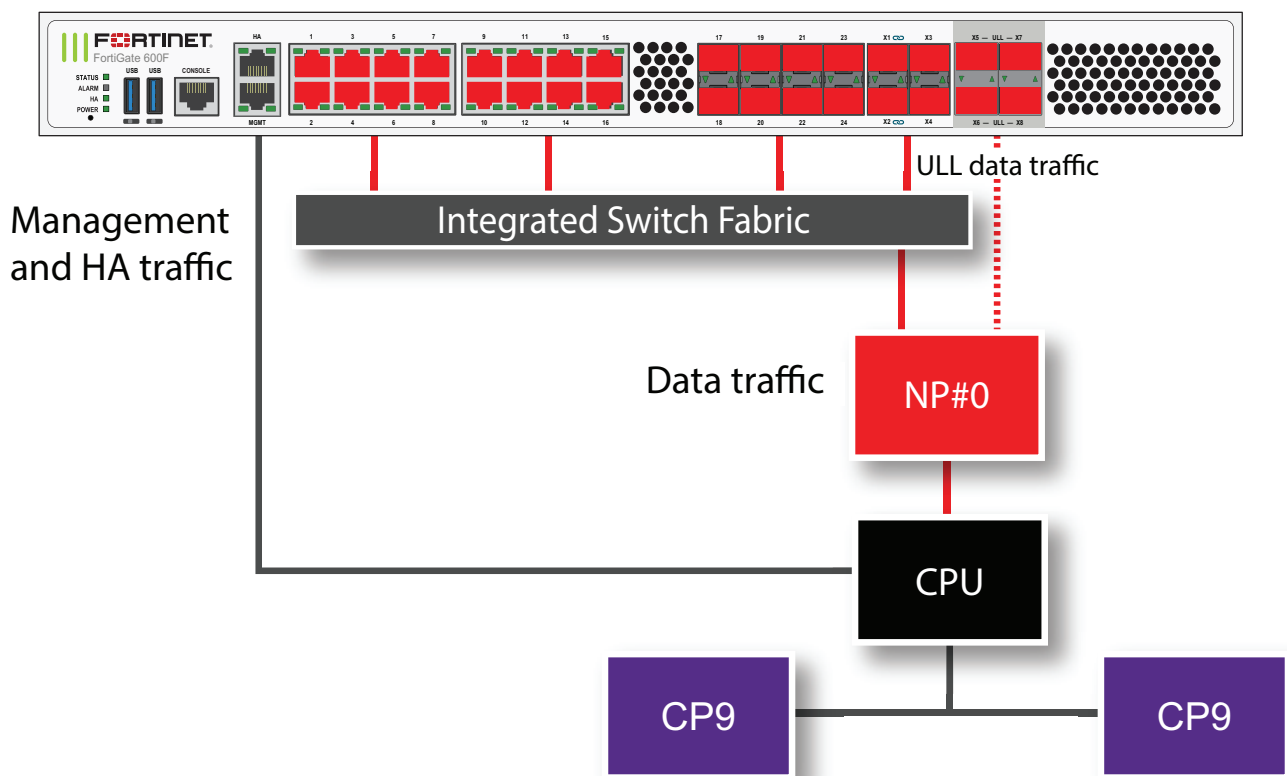 FORTINET
FortiGate 600F
STATUS
ALARM
HA
POWER
USB USB
CONSOLE
HA
MGMT
1 3 5 7 9 11 13 15
2 4 6 8 10 12 14 16
17 19 21 23 X1 X3 X5 — ULL — X7
18 20 22 24 X2 X4 X6 — ULL — X8
ULL data traffic
Management
and HA traffic
Integrated Switch Fabric
Data traffic
NP#0
CPU
CP9
CP9